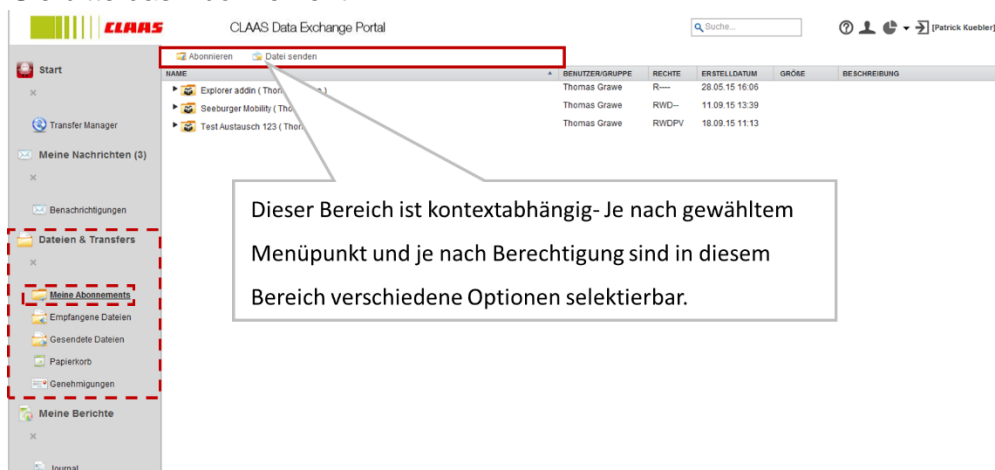 CLAAS
CLAAS Data Exchange Portal
Suche...
[Patrick Kuebler]
Start
Transfer Manager
Meine Nachrichten (3)
Benachrichtigungen
Dateien & Transfers
Meine Abonnements
Empfangene Dateien
Gesendete Dateien
Papierkorb
Genehmigungen
Meine Berichte
Journal
Abonnieren Datei senden
NAME BENUTZER/GRUPPE RECHTE ERSTELLDATUM GRÖßE BESCHREIBUNG
Explorer addin ( Thomas Grawe R---- 28.05.15 16:06
Seeburger Mobility ( Thomas Grawe RWD-- 11.09.15 13:39
Test Austausch 123 ( Thomas Grawe RWDPV 18.09.15 11:13
Dieser Bereich ist kontextabhängig- Je nach gewähltem
Menüpunkt und je nach Berechtigung sind in diesem
Bereich verschiedene Optionen selektierbar.